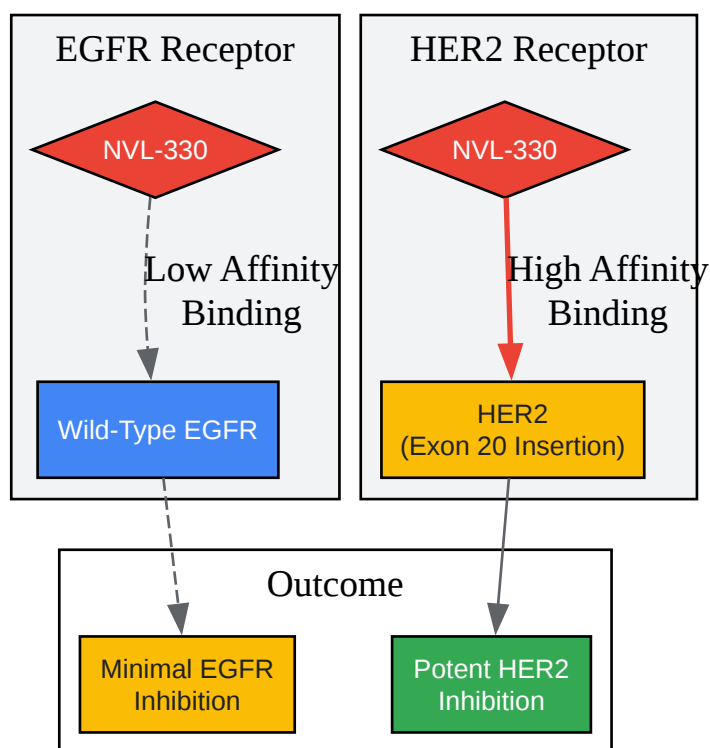 EGFR Receptor
NVL-330
Low Affinity
Binding
Wild-Type EGFR
HER2 Receptor
NVL-330
High Affinity
Binding
HER2
(Exon 20 Insertion)
Outcome
Minimal EGFR
Inhibition
Potent HER2
Inhibition